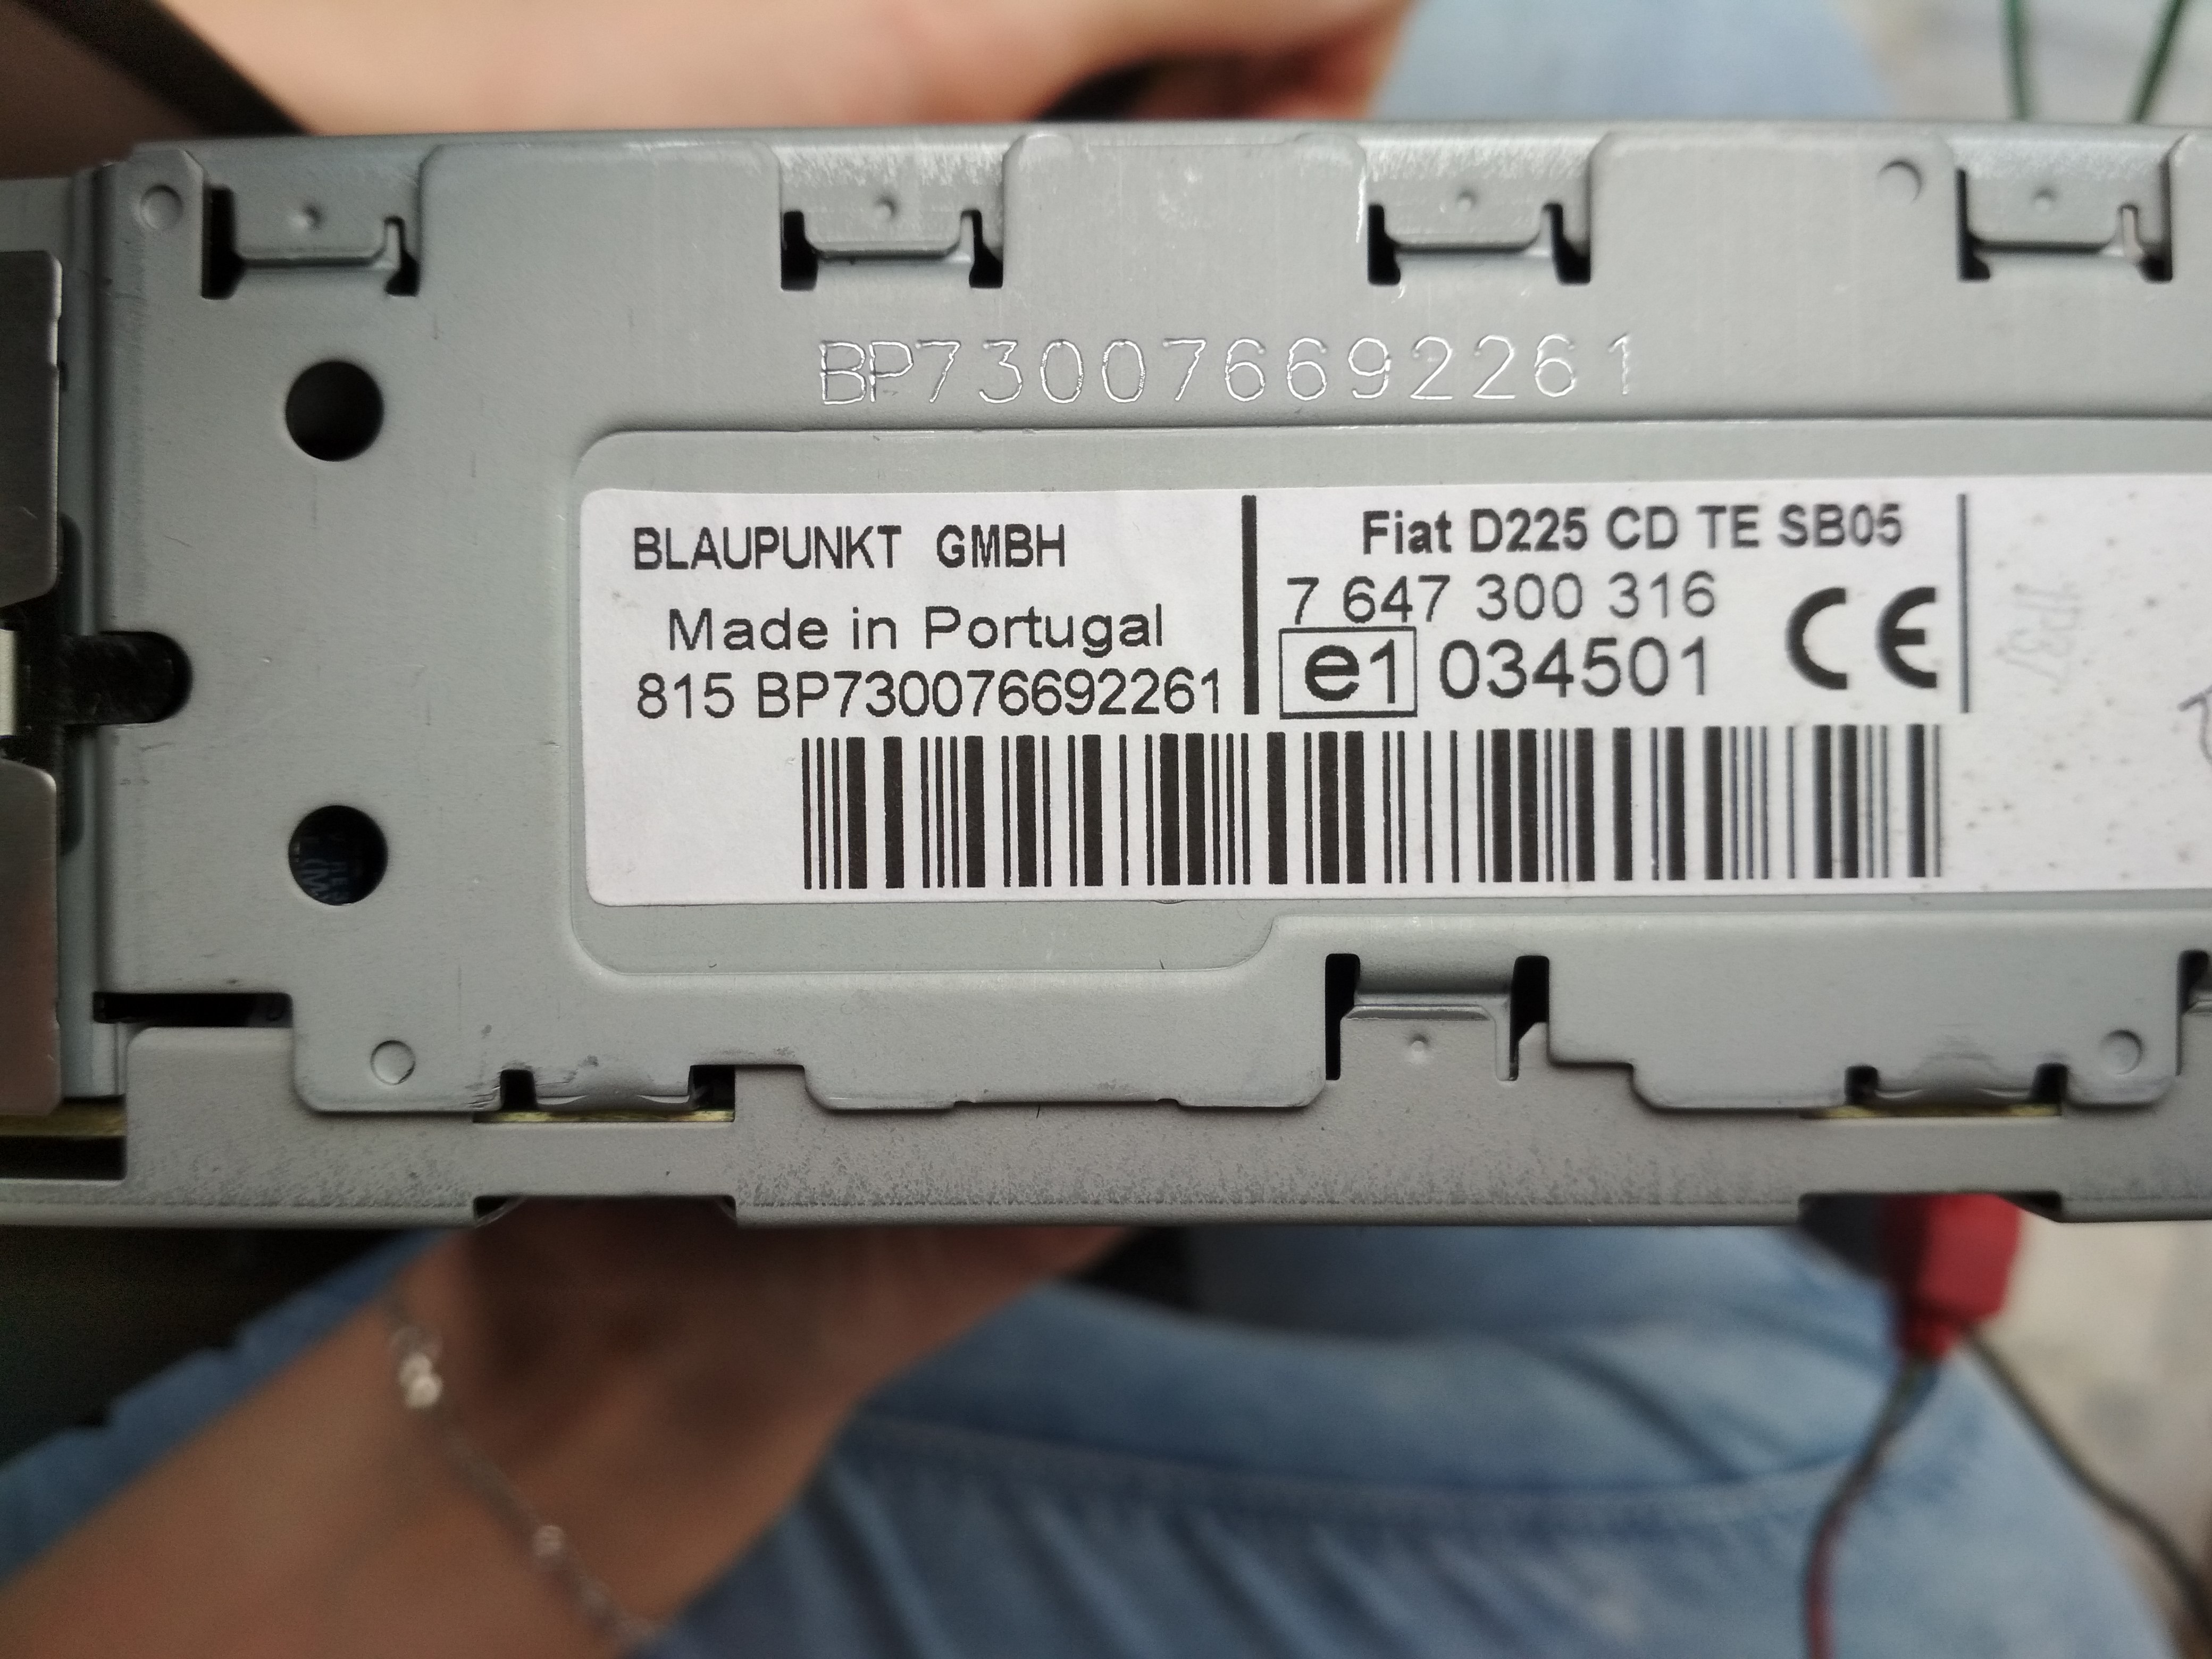 BP730076692261
BLAUPUNKT GMBH
Made in Portugal
815 BP730076692261
Fiat D225 CD TE SB05
7 647 300 316
e1 034501 CE